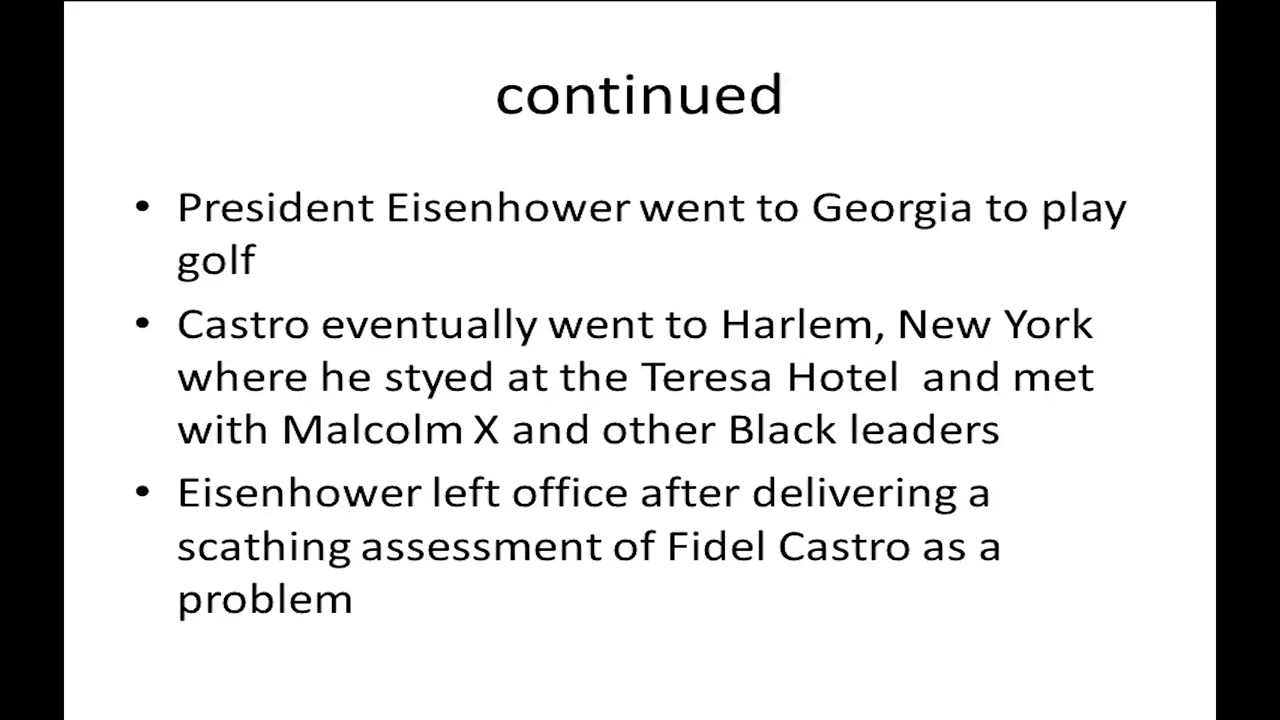 continued
• President Eisenhower went to Georgia to play
golf
• Castro eventually went to Harlem, New York
where he styed at the Teresa Hotel and met
with Malcolm X and other Black leaders
• Eisenhower left office after delivering a
scathing assessment of Fidel Castro as a
problem